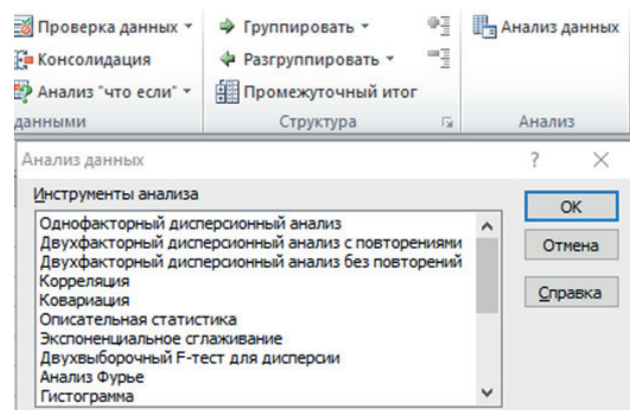 Проверка данных
Группировать
Анализ данных
Консолидация
Разгруппировать
Анализ "что если"
Промежуточный итог
данными
Структура
Анализ
Анализ данных
?
Инструменты анализа
Однофакторный дисперсионный анализ
Двухфакторный дисперсионный анализ с повторениями
Двухфакторный дисперсионный анализ без повторений
Корреляция
Ковариация
Описательная статистика
Экспоненциальное сглаживание
Двухвыборочный F-тест для дисперсии
Анализ Фурье
Гистограмма
ОК
Отмена
Справка